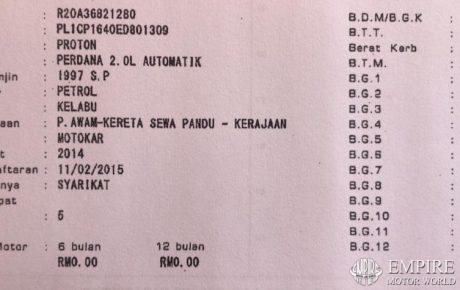 : R20A36821280 B.D.M/B.G.K :
: PL1CP1640ED801309 B.T.T. :
: PROTON Berat Kerb :
: PERDANA 2.0L AUTOMATIK B.T.M. :
njin : 1997 S.P B.G.1 :
: PETROL B.G.2 :
: KELABU B.G.3 :
aan : P.AWAM-KERETA SEWA PANDU - KERAJAAN B.G.4 :
: MOTOKAR B.G.5 :
t : 2014 B.G.6 :
aftaran : 11/02/2015 B.G.7 :
nya : SYARIKAT B.G.8 :
pat B.G.9 :
: 5 B.G.10 :
B.G.11 :
Motor : 6 bulan 12 bulan B.G.12 :
RM0.00 RM0.00
EMPIRE
MOTOR WORLD